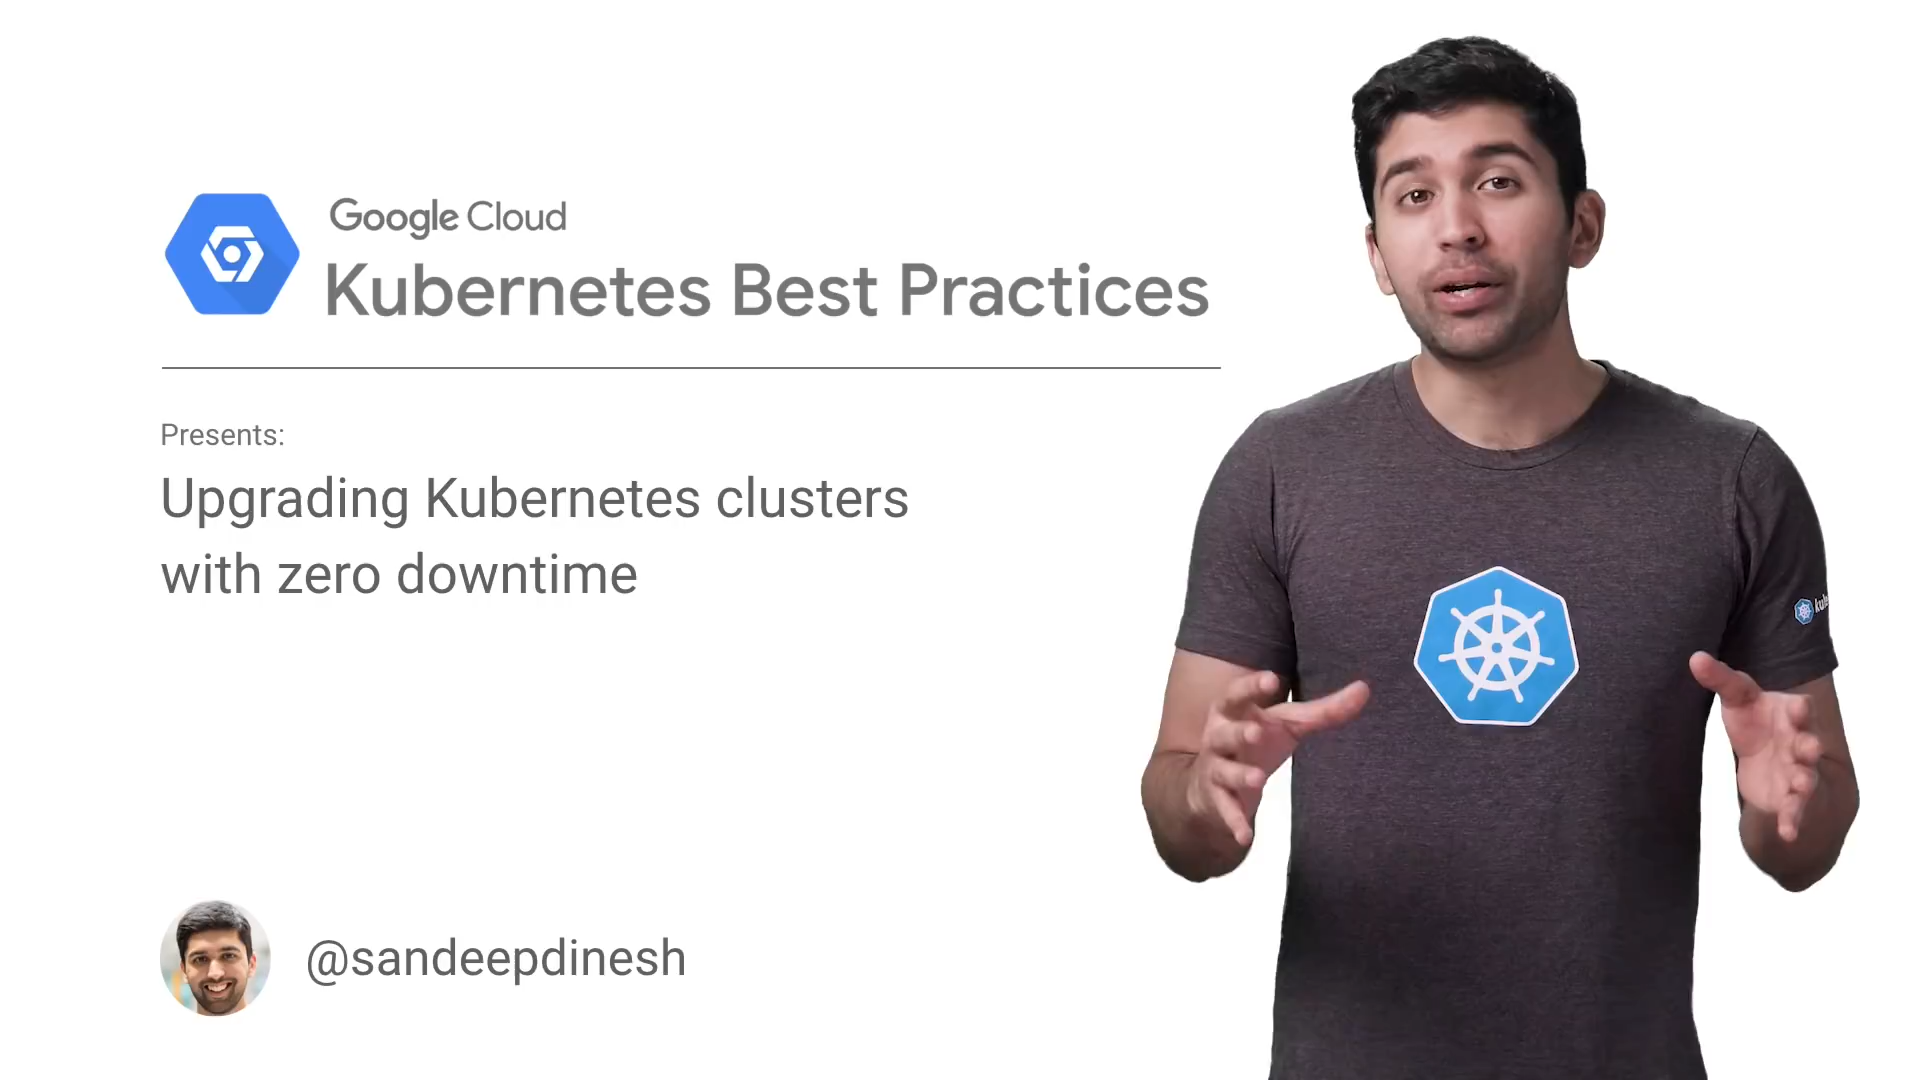 Google Cloud
Kubernetes Best Practices
Presents:
Upgrading Kubernetes clusters
with zero downtime
@sandeepdinesh